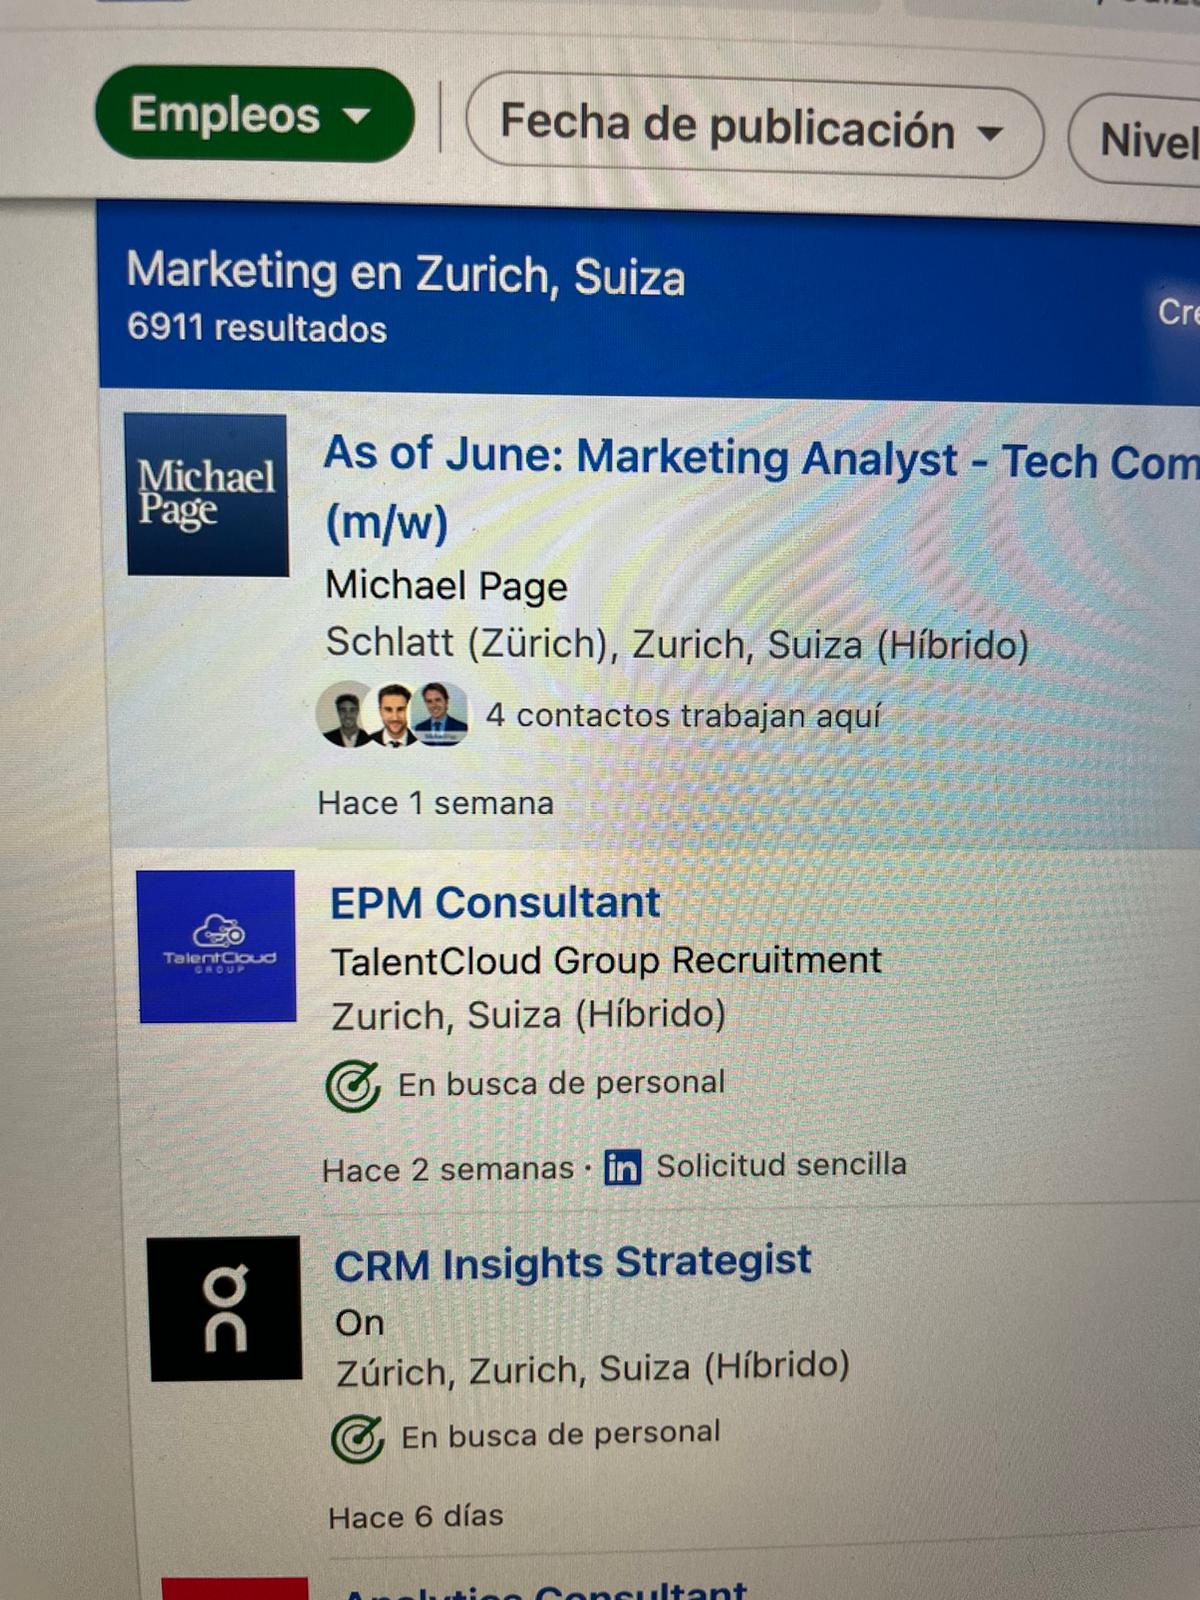 Empleos
Fecha de publicación
Nivel
Marketing en Zurich, Suiza
6911 resultados
Cre
Michael
Page
As of June: Marketing Analyst - Tech Com
(m/w)
Michael Page
Schlatt (Zürich), Zurich, Suiza (Híbrido)
4 contactos trabajan aquí
Hace 1 semana
TalentCloud
GROUP
EPM Consultant
TalentCloud Group Recruitment
Zurich, Suiza (Híbrido)
En busca de personal
Hace 2 semanas · in Solicitud sencilla
On
CRM Insights Strategist
On
Zúrich, Zurich, Suiza (Híbrido)
En busca de personal
Hace 6 días
Analytics Consultant